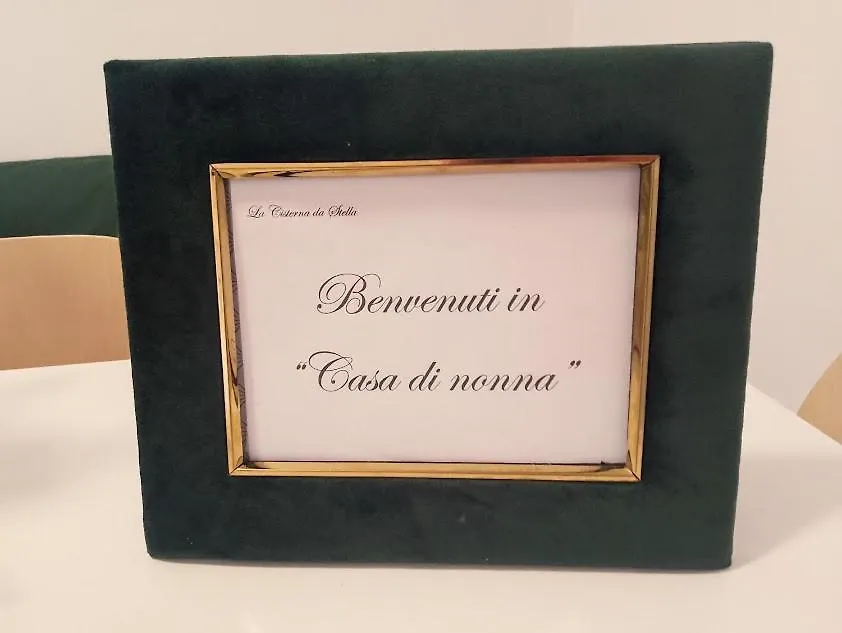 La Cisterna da Stella
Benvenuti in
“Casa di nonna”